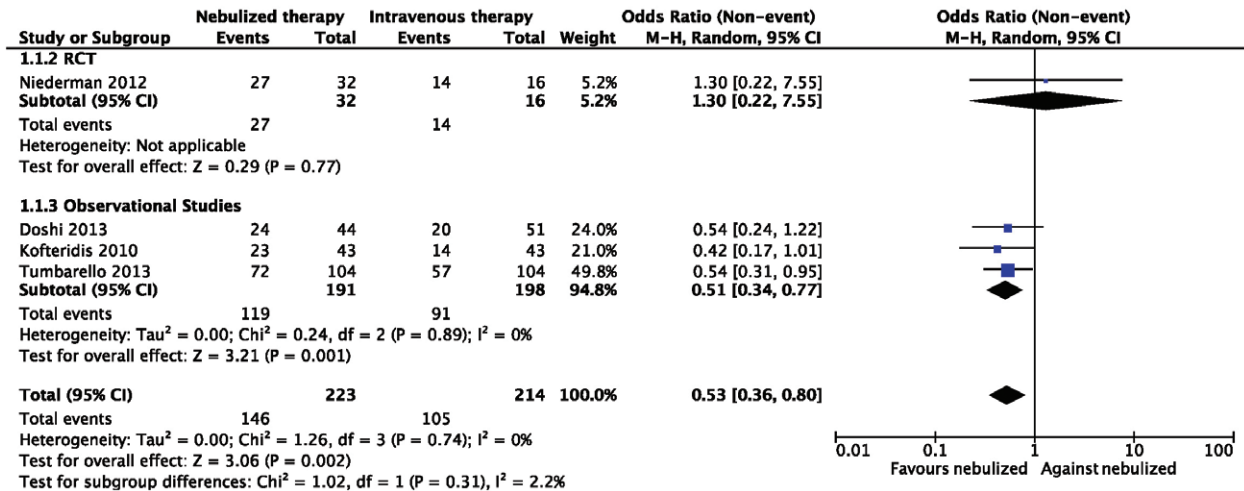 Nebulized therapy Intravenous therapy Odds Ratio (Non-event) Odds Ratio (Non-event)
Study or Subgroup Events Total Events Total Weight M-H, Random, 95% CI M-H, Random, 95% CI
1.1.2 RCT
Niederman 2012 27 32 14 16 5.2% 1.30 [0.22, 7.55]
Subtotal (95% CI) 32 16 5.2% 1.30 [0.22, 7.55]
Total events 27 14
Heterogeneity: Not applicable
Test for overall effect: Z = 0.29 (P = 0.77)
1.1.3 Observational Studies
Doshi 2013 24 44 20 51 24.0% 0.54 [0.24, 1.22]
Kofteridis 2010 23 43 14 43 21.0% 0.42 [0.17, 1.01]
Tumbarello 2013 72 104 57 104 49.8% 0.54 [0.31, 0.95]
Subtotal (95% CI) 191 198 94.8% 0.51 [0.34, 0.77]
Total events 119 91
Heterogeneity: Tau² = 0.00; Chi² = 0.24, df = 2 (P = 0.89); I² = 0%
Test for overall effect: Z = 3.21 (P = 0.001)
Total (95% CI) 223 214 100.0% 0.53 [0.36, 0.80]
Total events 146 105
Heterogeneity: Tau² = 0.00; Chi² = 1.26, df = 3 (P = 0.74); I² = 0%
Test for overall effect: Z = 3.06 (P = 0.002)
Test for subgroup differences: Chi² = 1.02, df = 1 (P = 0.31), I² = 2.2%
0.01 0.1 1 10 100
Favours nebulized Against nebulized